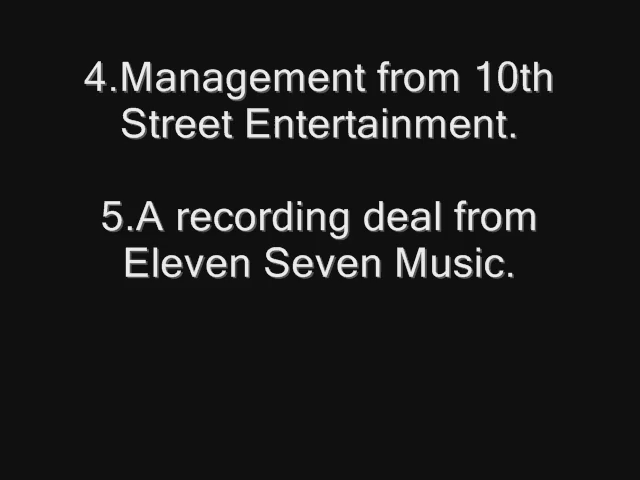 4.Management from 10th
Street Entertainment.
5.A recording deal from
Eleven Seven Music.